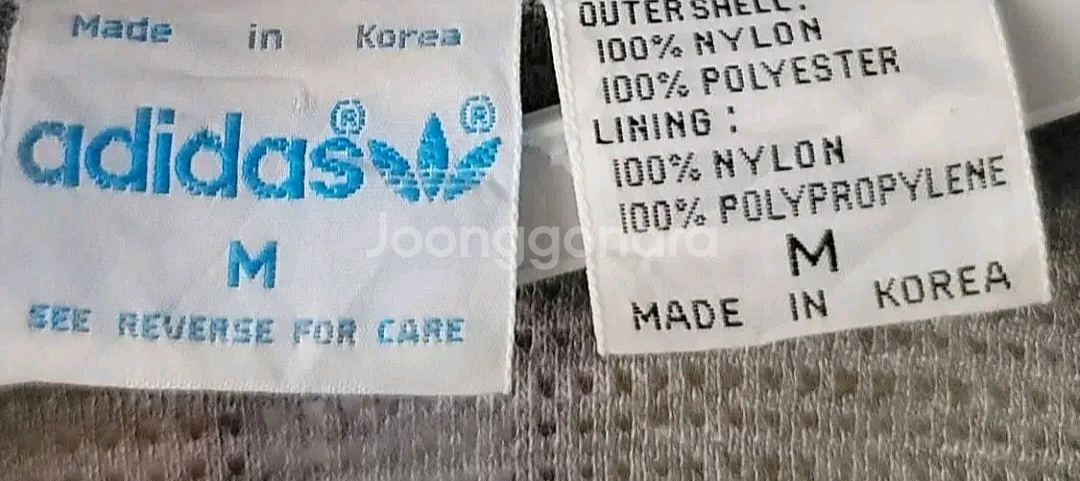 Made in Korea
adidas® ®
M
SEE REVERSE FOR CARE
OUTER SHELL:
100% NYLON
100% POLYESTER
LINING :
100% NYLON
100% POLYPROPYLENE
M
MADE IN KOREA
Joonggonara